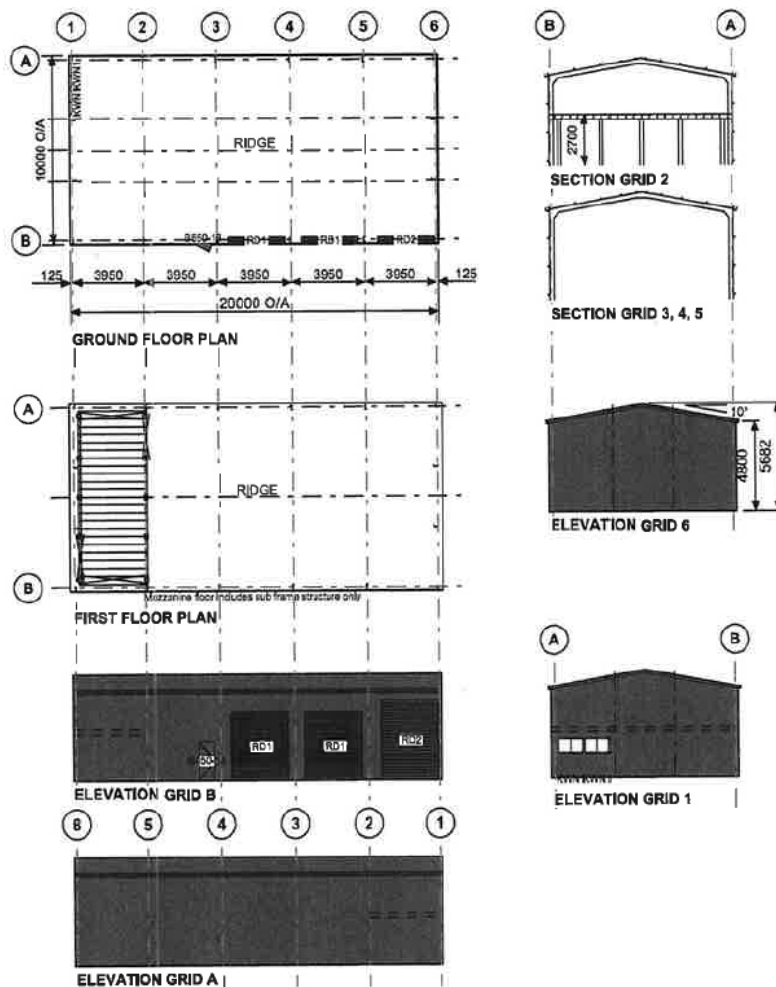 1 2 3 4 5 6
A
KWN KWN1
10000 O/A
RIDGE
RD1 RD1 RD2
B
125 3950 3950 3950 3950 3950 125
20000 O/A
GROUND FLOOR PLAN
A
RIDGE
B
Mezzanine floor includes sub frame structure only
FIRST FLOOR PLAN
RD1 RD1 RD2
ELEVATION GRID B
6 5 4 3 2 1
ELEVATION GRID A
B A
2700
SECTION GRID 2
SECTION GRID 3, 4, 5
10°
4800
5682
ELEVATION GRID 6
A B
ELEVATION GRID 1